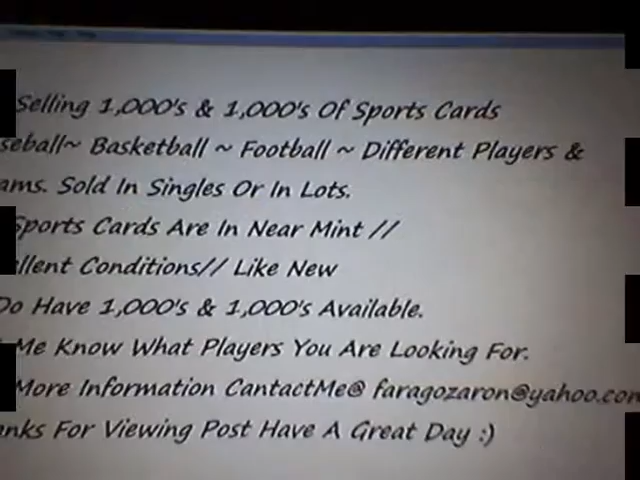 Selling 1,000's & 1,000's Of Sports Cards
seball~ Basketball ~ Football ~ Different Players &
ams. Sold In Singles Or In Lots.
Sports Cards Are In Near Mint //
llent Conditions// Like New
Do Have 1,000's & 1,000's Available.
Me Know What Players You Are Looking For.
More Information CantactMe@ faragozaron@yahoo.com
anks For Viewing Post Have A Great Day :)